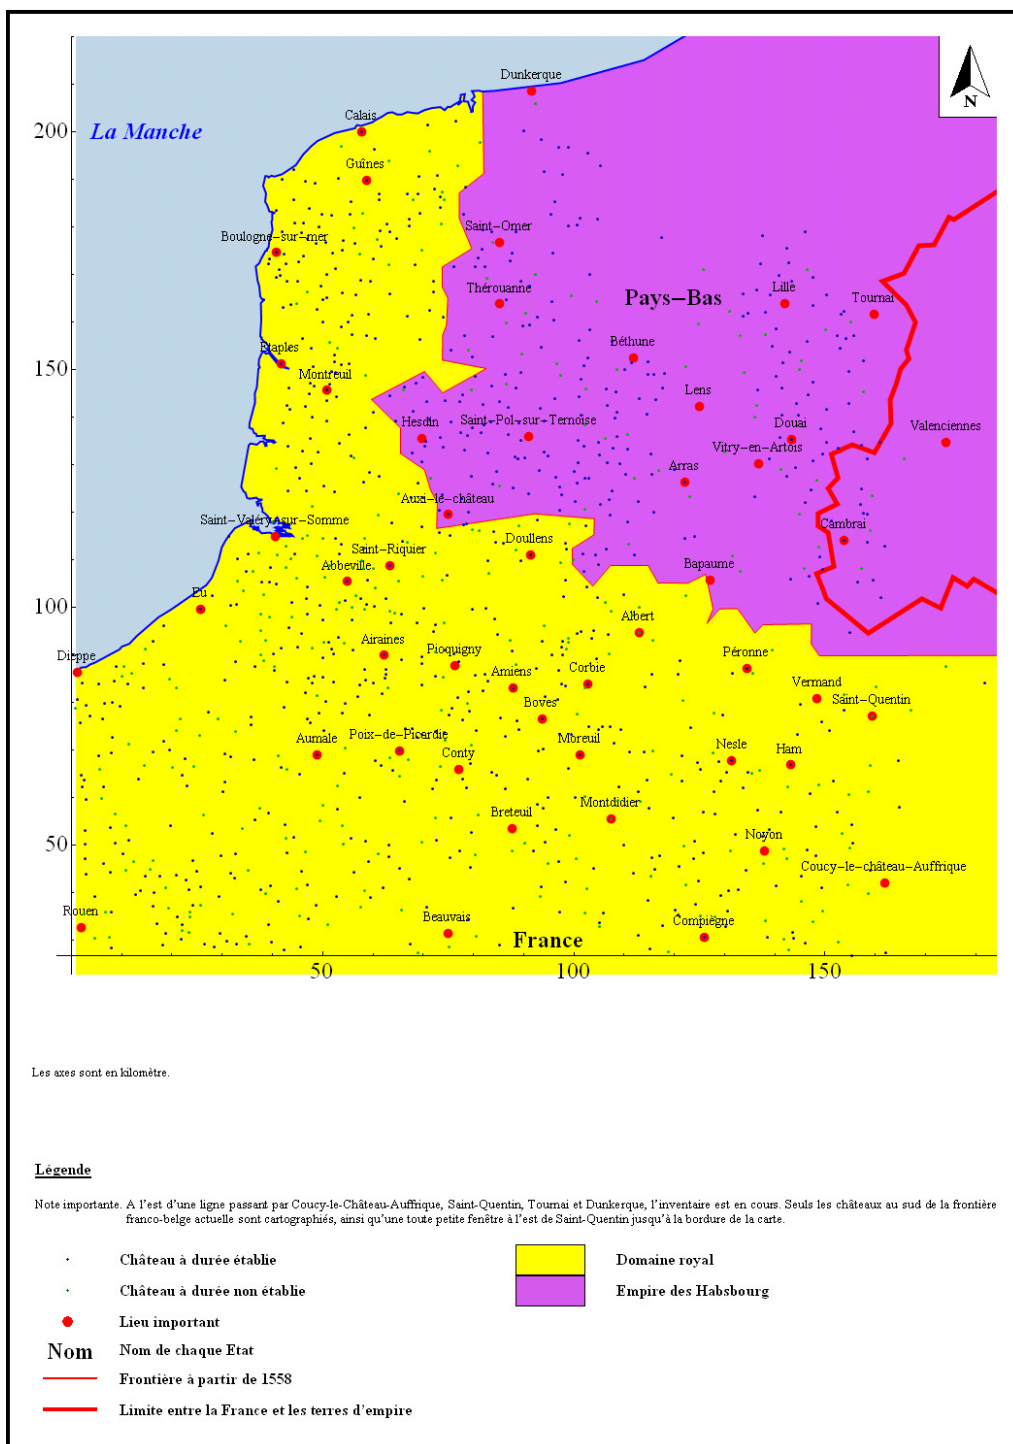 N
Dunkerque
200
La Manche
Calais
Guînes
Boulogne-sur-mer
Saint-Omer
Thérouanne
Pays-Bas
Lille
Tournai
Béthune
150
Etaples
Montreuil
Lens
Hesdin
Saint-Pol-sur-Ternoise
Douai
Vitry-en-Artois
Valenciennes
Arras
Auxi-le-château
Saint-Valéry-sur-Somme
Câmbrai
Saint-Riquier
Abbeville
Doullens
Bapaume
100
Eu
Albert
Dieppe
Airaines
Pioquigny
Amiens
Corbie
Péronne
Boves
Vermand
Saint-Quentin
Aumale
Poix-de-Picardie
Conty
Moreuil
Nesle
Ham
Breteuil
Montdidier
50
Noyon
Coucy-le-château-Auffrique
Rouen
Beauvais
Compiègne
France
50
100
150
Les axes sont en kilomètre.
Légende
Note importante. A l'est d'une ligne passant par Coucy-le-Château-Auffrique, Saint-Quentin, Tournai et Dunkerque, l'inventaire est en cours. Seuls les châteaux au sud de la frontière
franco-belge actuelle sont cartographiés, ainsi qu'une toute petite fenêtre à l'est de Saint-Quentin jusqu'à la bordure de la carte.
Château à durée établie
Domaine royal
Château à durée non établie
Empire des Habsbourg
Lieu important
Nom
Nom de chaque Etat
Frontière à partir de 1558
Limite entre la France et les terres d'empire